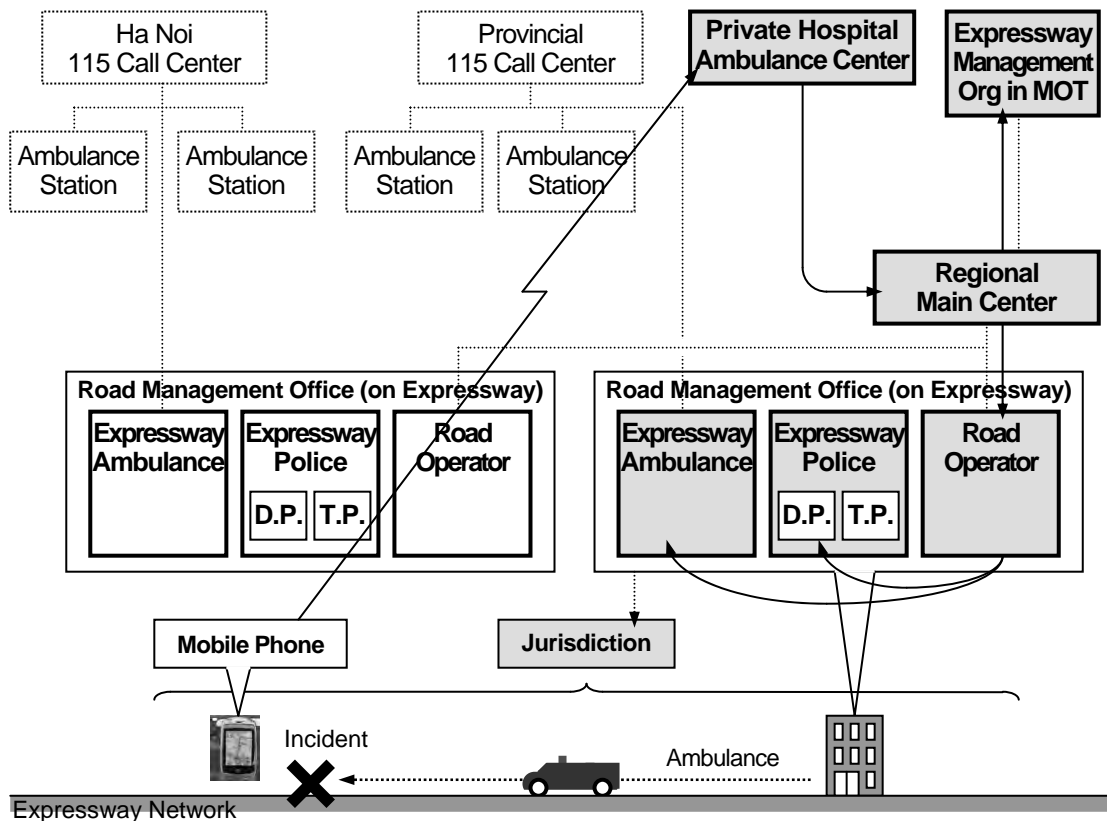 Ha Noi
115 Call Center
Provincial
115 Call Center
Private Hospital
Ambulance Center
Expressway
Management
Org in MOT
Ambulance
Station
Ambulance
Station
Ambulance
Station
Ambulance
Station
Regional
Main Center
Road Management Office (on Expressway)
Expressway
Ambulance
Expressway
Police
D.P.
T.P.
Road
Operator
Road Management Office (on Expressway)
Expressway
Ambulance
Expressway
Police
D.P.
T.P.
Road
Operator
Mobile Phone
Jurisdiction
Incident
Ambulance
Expressway Network